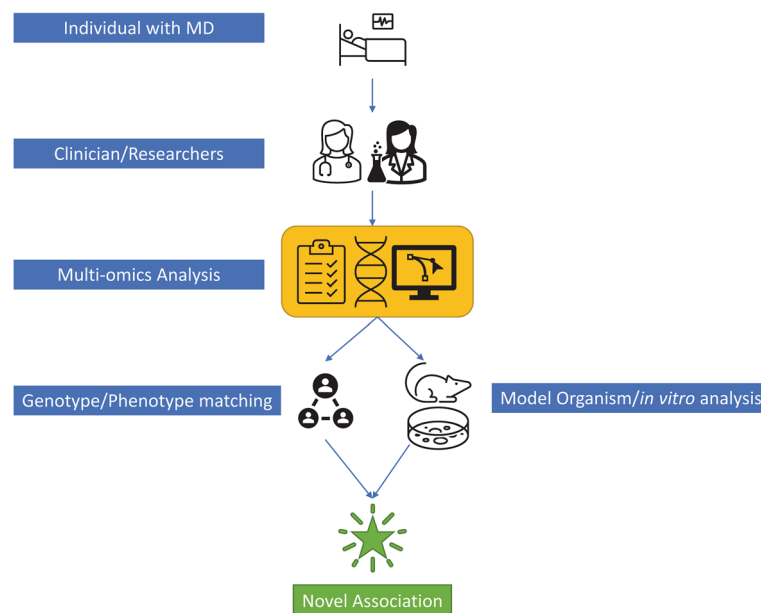 Individual with MD
Clinician/Researchers
Multi-omics Analysis
Genotype/Phenotype matching
Model Organism/in vitro analysis
Novel Association